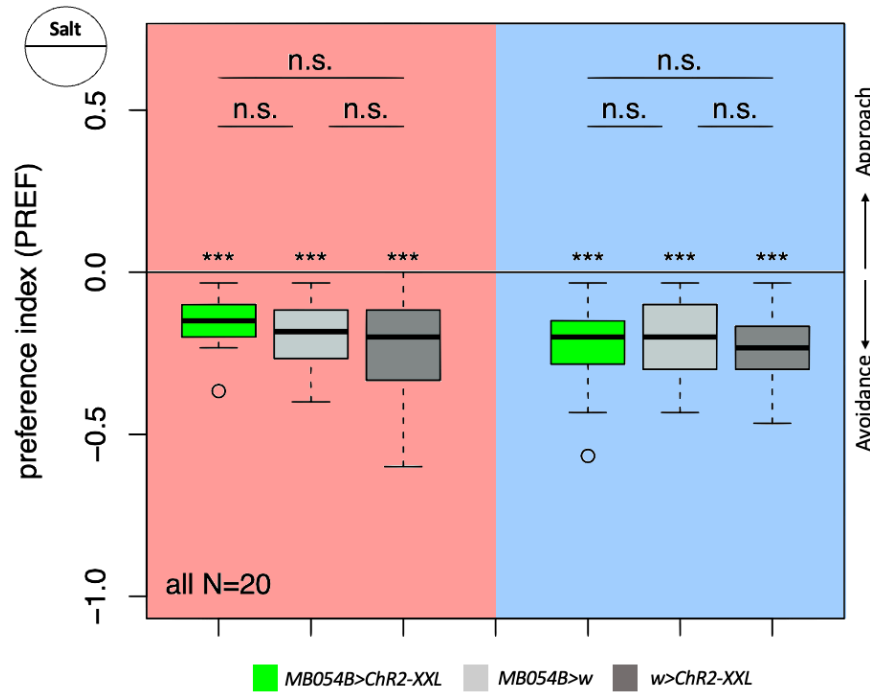 Salt
n.s.
n.s.
n.s. n.s.
n.s. n.s.
0.5
0.0
−0.5
−1.0
preference index (PREF)
*** *** ***
*** *** ***
Approach
Avoidance
all N=20
MB054B>ChR2-XXL MB054B>w w>ChR2-XXL